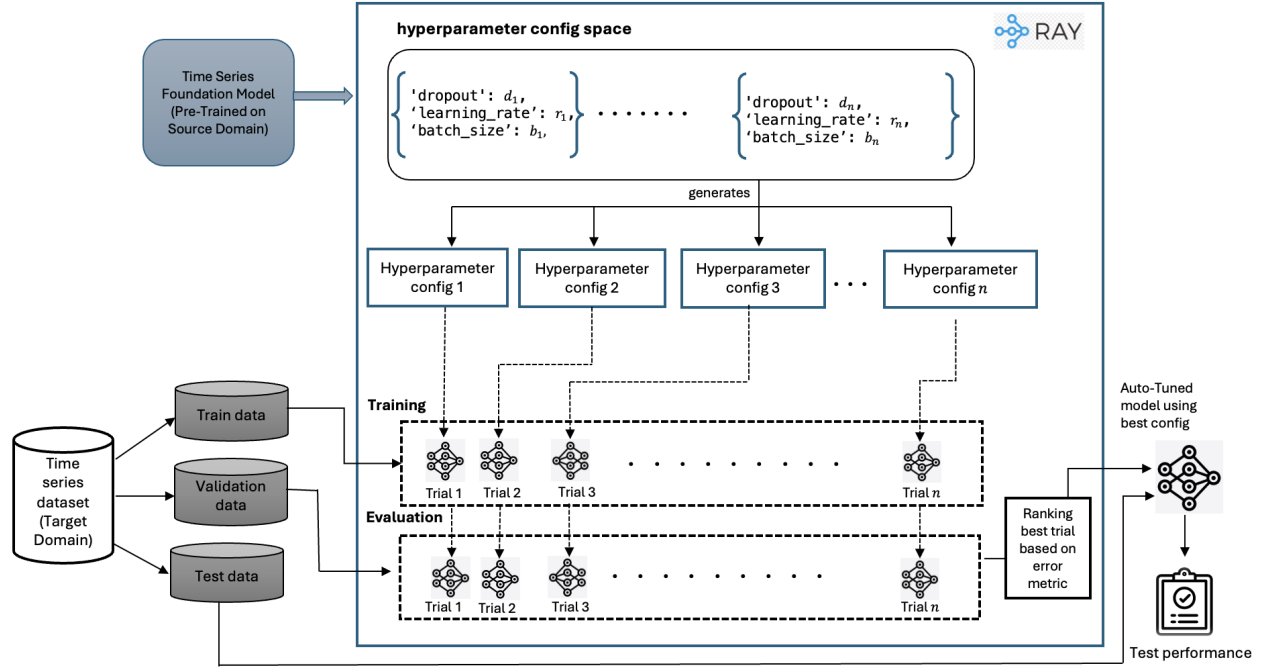 hyperparameter config space
RAY
Time Series
Foundation Model
(Pre-Trained on
Source Domain)
'dropout': d₁,
‘learning_rate’: r₁,
‘batch_size’: b₁,
. . . . . . .
'dropout': dₙ,
‘learning_rate’: rₙ,
‘batch_size’: bₙ
generates
Hyperparameter
config 1
Hyperparameter
config 2
Hyperparameter
config 3
. . .
Hyperparameter
config n
Training
Trial 1
Trial 2
Trial 3
. . . . . . . . . .
Trial n
Evaluation
Trial 1
Trial 2
Trial 3
. . . . . . . . . .
Trial n
Time
series
dataset
(Target
Domain)
Train data
Validation
data
Test data
Ranking
best trial
based on
error
metric
Auto-Tuned
model using
best config
Test performance